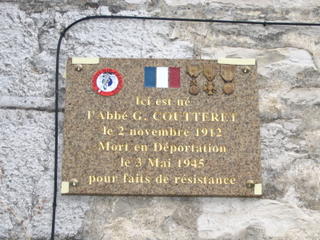 Ici est né
l'Abbé G. COUTTERET
le 2 novembre 1912
Mort en Déportation
le 3 Mai 1945
pour faits de résistance